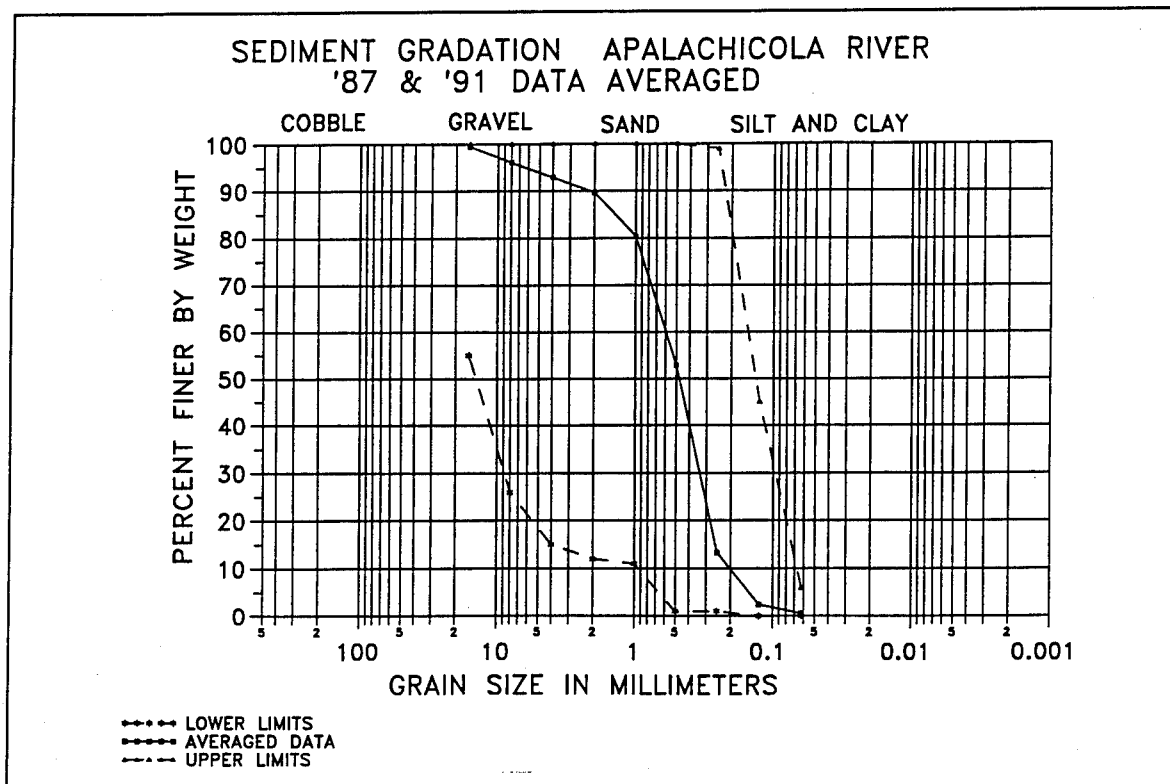 SEDIMENT GRADATION APALACHICOLA RIVER
'87 & '91 DATA AVERAGED
COBBLE GRAVEL SAND SILT AND CLAY
PERCENT FINER BY WEIGHT
100
90
80
70
60
50
40
30
20
10
0
5 2 5 2 5 2 5 2 5 2 5 2
100 10 1 0.1 0.01 0.001
GRAIN SIZE IN MILLIMETERS
LOWER LIMITS
AVERAGED DATA
UPPER LIMITS